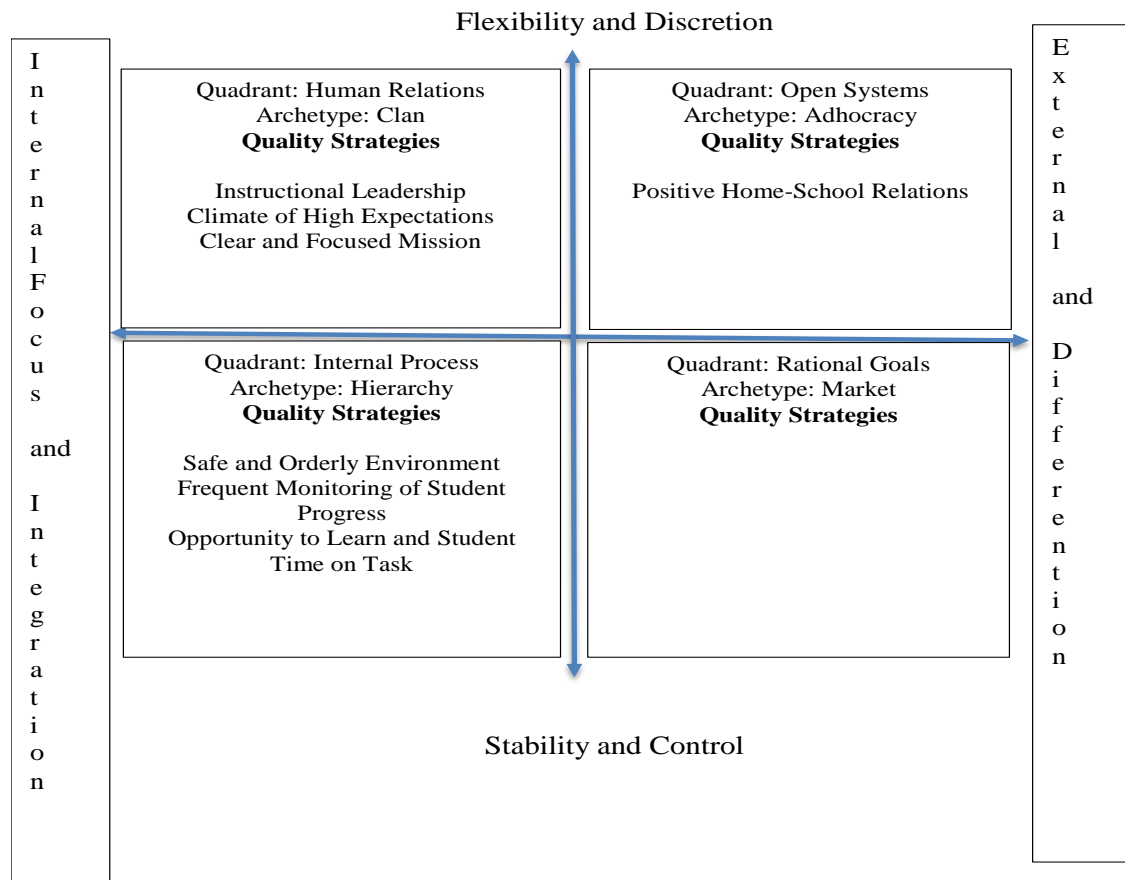 Flexibility and Discretion
Internal Focus and Integration
Quadrant: Human Relations
Archetype: Clan
Quality Strategies
Instructional Leadership
Climate of High Expectations
Clear and Focused Mission
Quadrant: Open Systems
Archetype: Adhocracy
Quality Strategies
Positive Home-School Relations
External and Differention
Quadrant: Internal Process
Archetype: Hierarchy
Quality Strategies
Safe and Orderly Environment
Frequent Monitoring of Student
Progress
Opportunity to Learn and Student
Time on Task
Quadrant: Rational Goals
Archetype: Market
Quality Strategies
Stability and Control